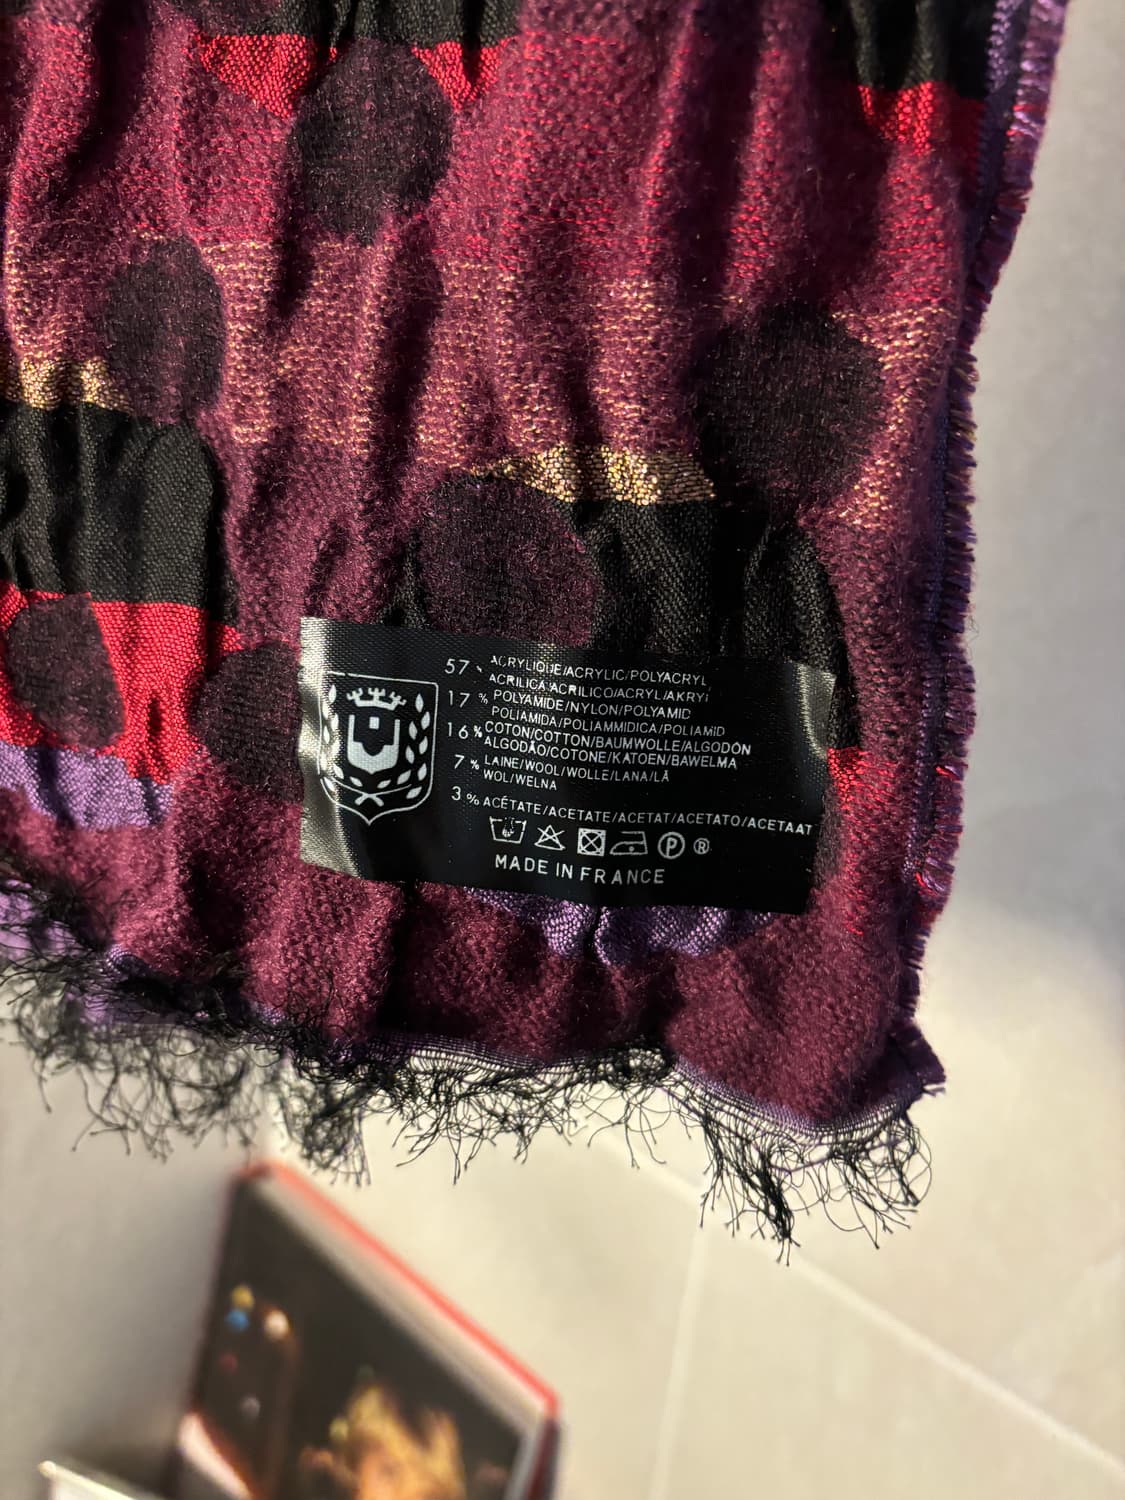 57 % ACRYLIQUE/ACRYLIC/POLYACRYL
ACRILICA/ACRILICO/ACRYL/AKRYL
17 % POLYAMIDE/NYLON/POLYAMID
POLIAMIDA/POLIAMMIDICA/POLIAMID
16 % COTON/COTTON/BAUMWOLLE/ALGODÓN
ALGODÃO/COTONE/KATOEN/BAWELMA
7 % LAINE/WOOL/WOLLE/LANA/LÃ
WOL/WELNA
3 % ACÉTATE/ACETATE/ACETAT/ACETATO/ACETAAT
P ®
MADE IN FRANCE